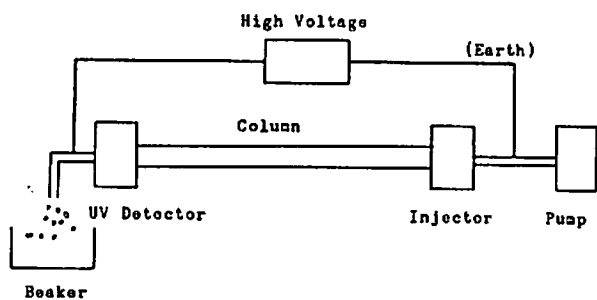 High Voltage
(Earth)
Column
UV Detector
Injector
Pump
Beaker